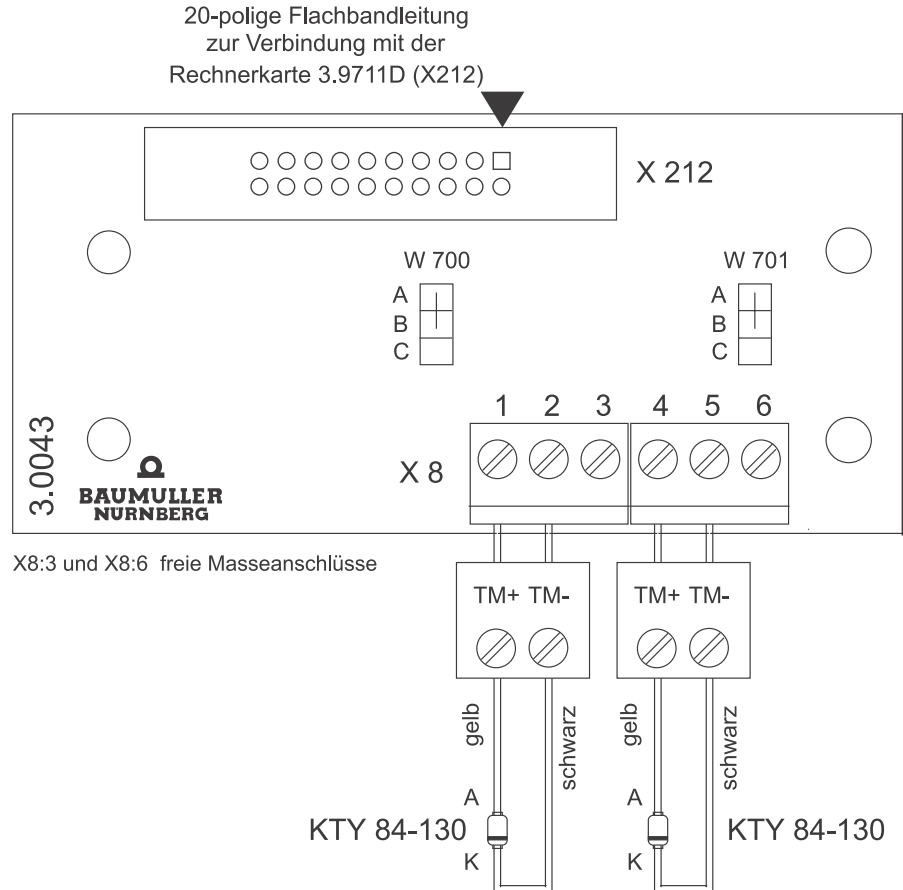 20-polige Flachbandleitung
zur Verbindung mit der
Rechnerkarte 3.9711D (X212)
X 212
W 700
A
B
C
W 701
A
B
C
1 2 3 4 5 6
X 8
3.0043
BAUMULLER
NURNBERG
X8:3 und X8:6 freie Masseanschlüsse
TM+ TM-
TM+ TM-
gelb
schwarz
gelb
schwarz
A
KTY 84-130
K
A
KTY 84-130
K